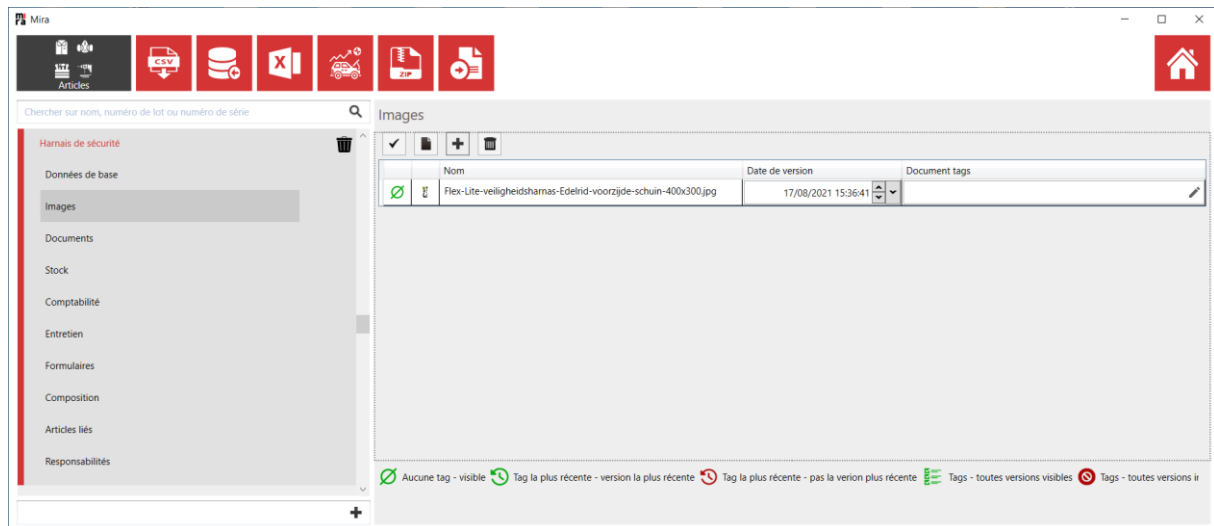 Mira
CSV
X
ZIP
Articles
Chercher sur nom, numéro de lot ou numéro de série
Harnais de sécurité
Données de base
Images
Documents
Stock
Comptabilité
Entretien
Formulaires
Composition
Articles liés
Responsabilités
Images
Nom Date de version Document tags
Flex-Lite-veiligheidsharnas-Edelrid-voorzijde-schuin-400x300.jpg 17/08/2021 15:36:41
Aucune tag - visible Tag la plus récente - version la plus récente Tag la plus récente - pas la verion plus récente Tags - toutes versions visibles Tags - toutes versions